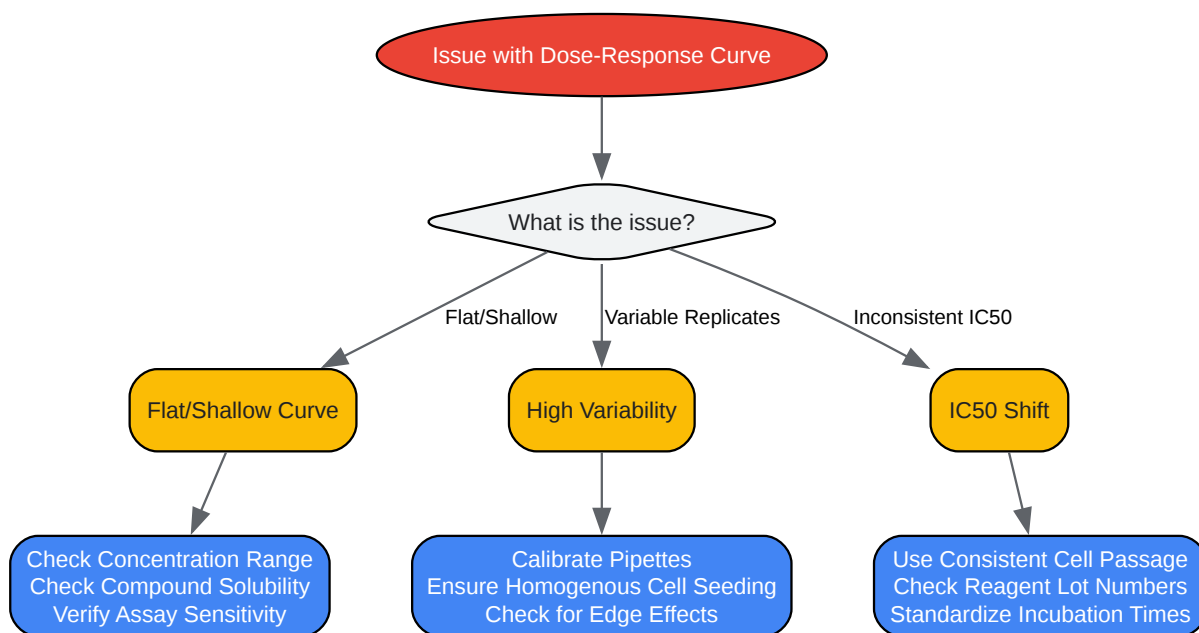 Issue with Dose-Response Curve
What is the issue?
Flat/Shallow
Variable Replicates
Inconsistent IC50
Flat/Shallow Curve
High Variability
IC50 Shift
Check Concentration Range
Check Compound Solubility
Verify Assay Sensitivity
Calibrate Pipettes
Ensure Homogenous Cell Seeding
Check for Edge Effects
Use Consistent Cell Passage
Check Reagent Lot Numbers
Standardize Incubation Times